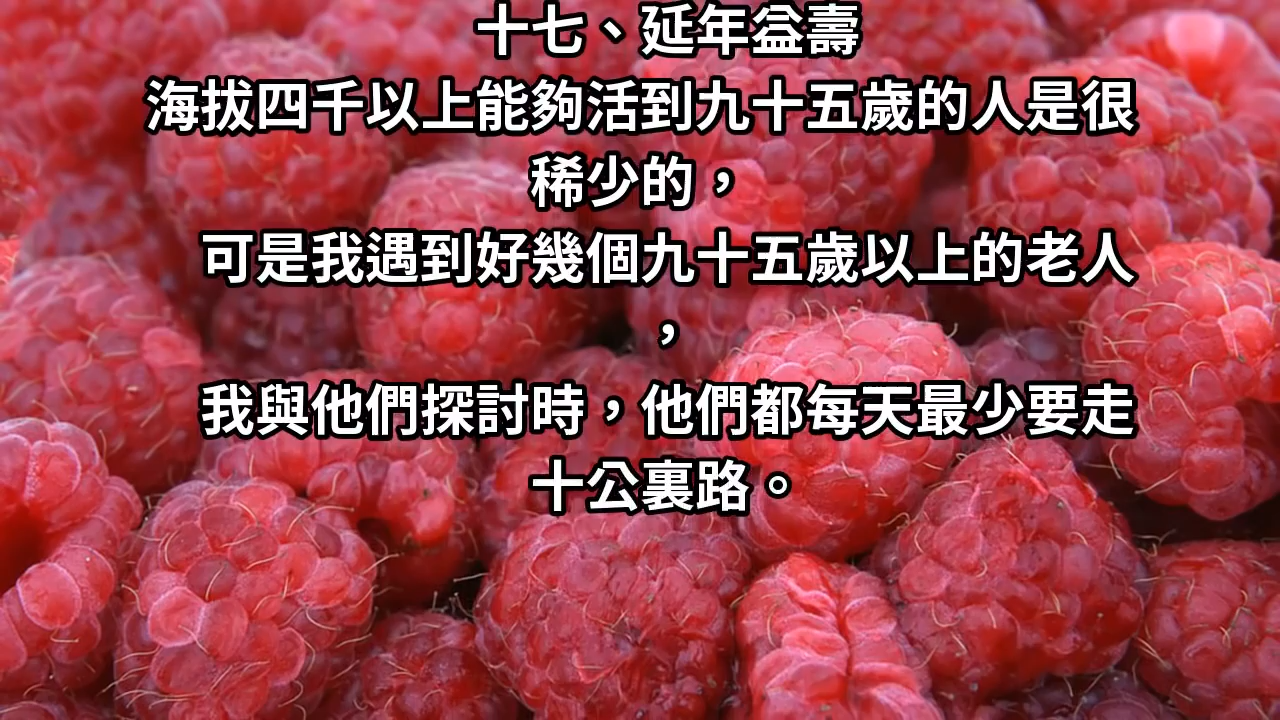 十七、延年益壽
海拔四千以上能夠活到九十五歲的人是很
稀少的，
可是我遇到好幾個九十五歲以上的老人
，
我與他們探討時，他們都每天最少要走
十公裏路。